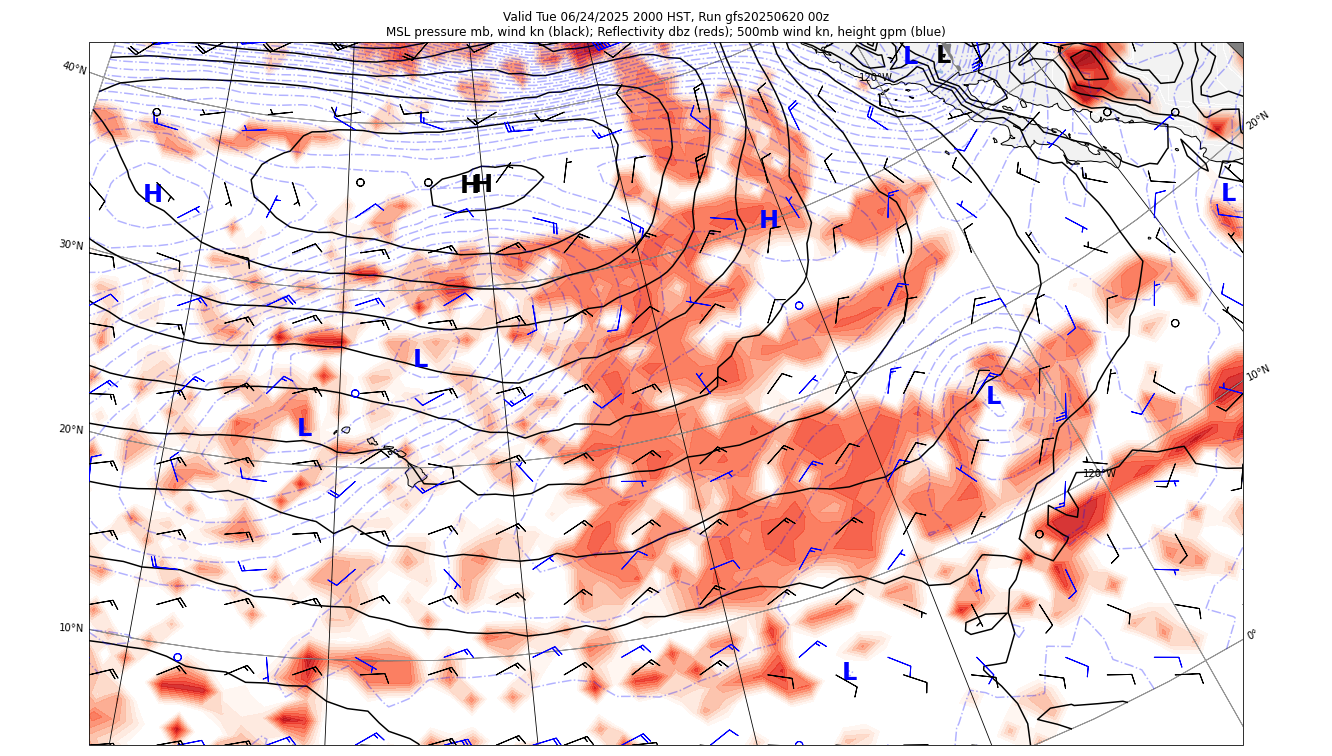 Valid Tue 06/24/2025 2000 HST, Run gfs20250620 00z
MSL pressure mb, wind kn (black); Reflectivity dbz (reds); 500mb wind kn, height gpm (blue)
L L
40°N 120°W
20°N
H HH L
H
30°N
L 10°N
L
20°N L
120°W
10°N 0°
L